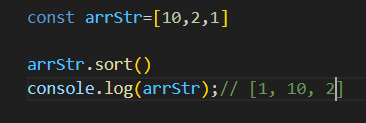 const arrStr=[10,2,1]
arrStr.sort()
console.log(arrStr);// [1, 10, 2]